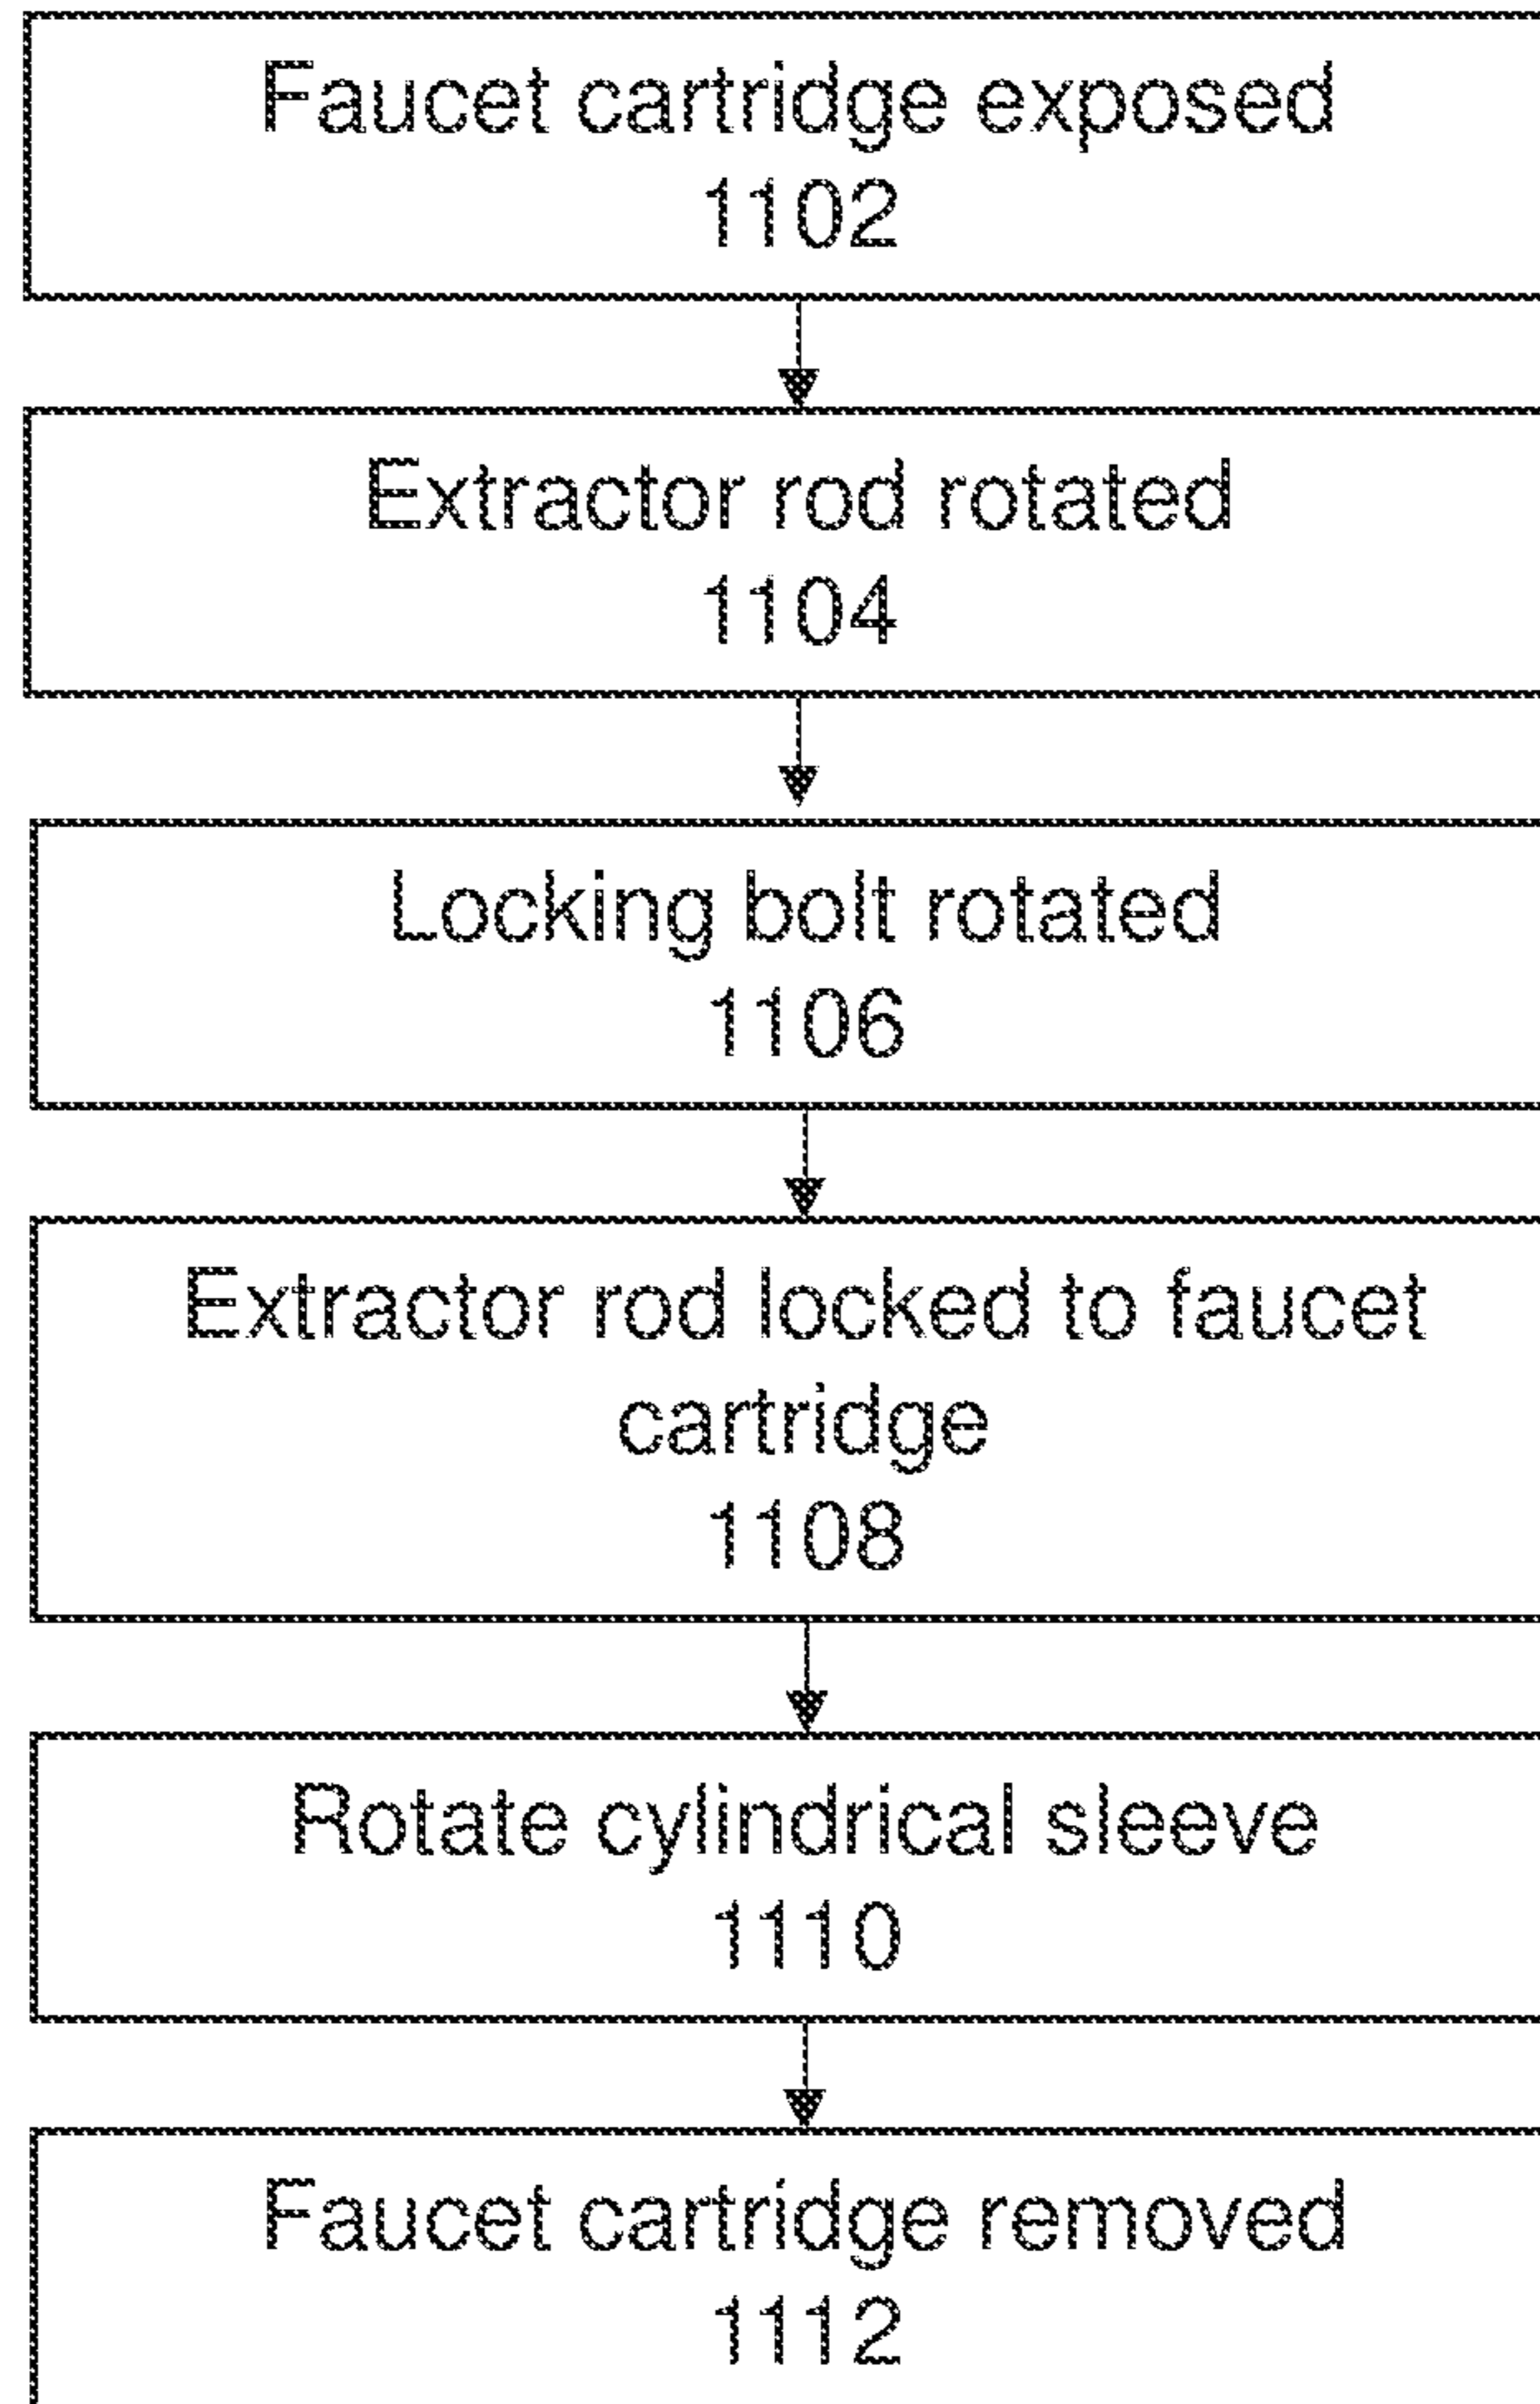 Faucet cartridge exposed
1102
Extractor rod rotated
1104
Locking bolt rotated
1106
Extractor rod locked to faucet
cartridge
1108
Rotate cylindrical sleeve
1110
Faucet cartridge removed
1112